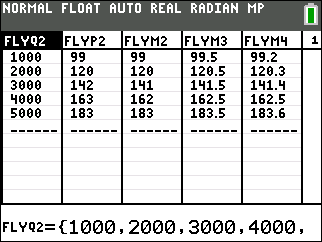 NORMAL FLOAT AUTO REAL RADIAN MP
FLYQ2 FLYP2 FLYM2 FLYM3 FLYM4 1
1000 99 99 99.5 99.2
2000 120 120 120.5 120.3
3000 142 141 141.5 141.4
4000 163 162 162.5 162.5
5000 183 183 183.5 183.6
------ ------ ------ ------ ------
FLYQ2={1000,2000,3000,4000,